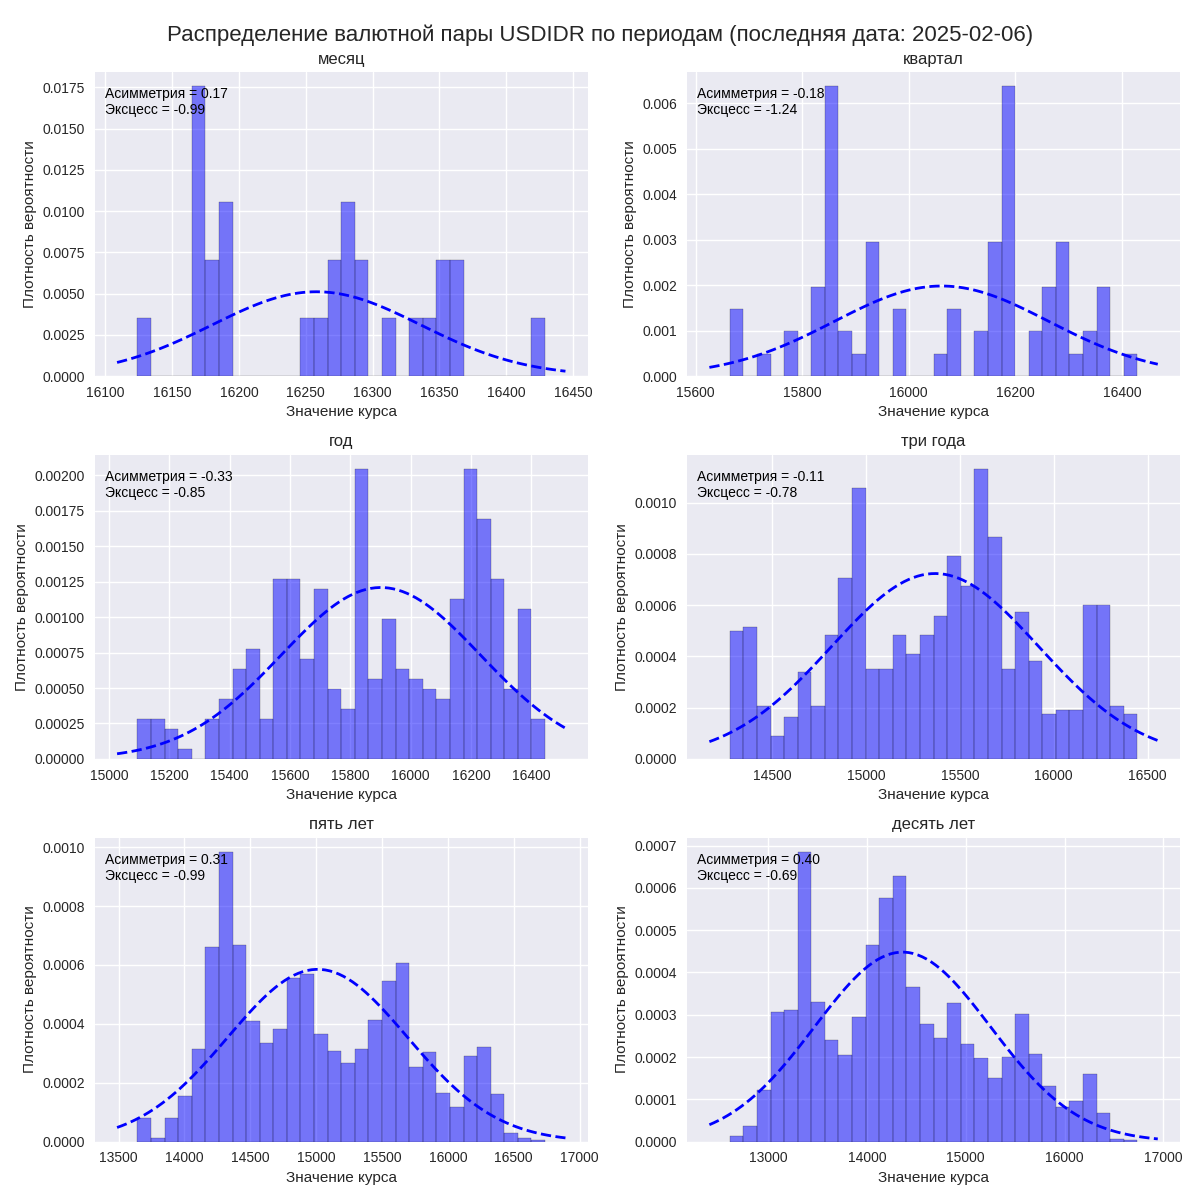 Распределение валютной пары USDIDR по периодам (последняя дата: 2025-02-06)
месяц
Асимметрия = 0.17
Эксцесс = -0.99
Плотность вероятности
0.0175
0.0150
0.0125
0.0100
0.0075
0.0050
0.0025
0.0000
16100 16150 16200 16250 16300 16350 16400 16450
Значение курса
квартал
Асимметрия = -0.18
Эксцесс = -1.24
Плотность вероятности
0.006
0.005
0.004
0.003
0.002
0.001
0.000
15600 15800 16000 16200 16400
Значение курса
год
Асимметрия = -0.33
Эксцесс = -0.85
Плотность вероятности
0.00200
0.00175
0.00150
0.00125
0.00100
0.00075
0.00050
0.00025
0.00000
15000 15200 15400 15600 15800 16000 16200 16400
Значение курса
три года
Асимметрия = -0.11
Эксцесс = -0.78
Плотность вероятности
0.0010
0.0008
0.0006
0.0004
0.0002
0.0000
14500 15000 15500 16000 16500
Значение курса
пять лет
Асимметрия = 0.31
Эксцесс = -0.99
Плотность вероятности
0.0010
0.0008
0.0006
0.0004
0.0002
0.0000
13500 14000 14500 15000 15500 16000 16500 17000
Значение курса
десять лет
Асимметрия = 0.40
Эксцесс = -0.69
Плотность вероятности
0.0007
0.0006
0.0005
0.0004
0.0003
0.0002
0.0001
0.0000
13000 14000 15000 16000 17000
Значение курса